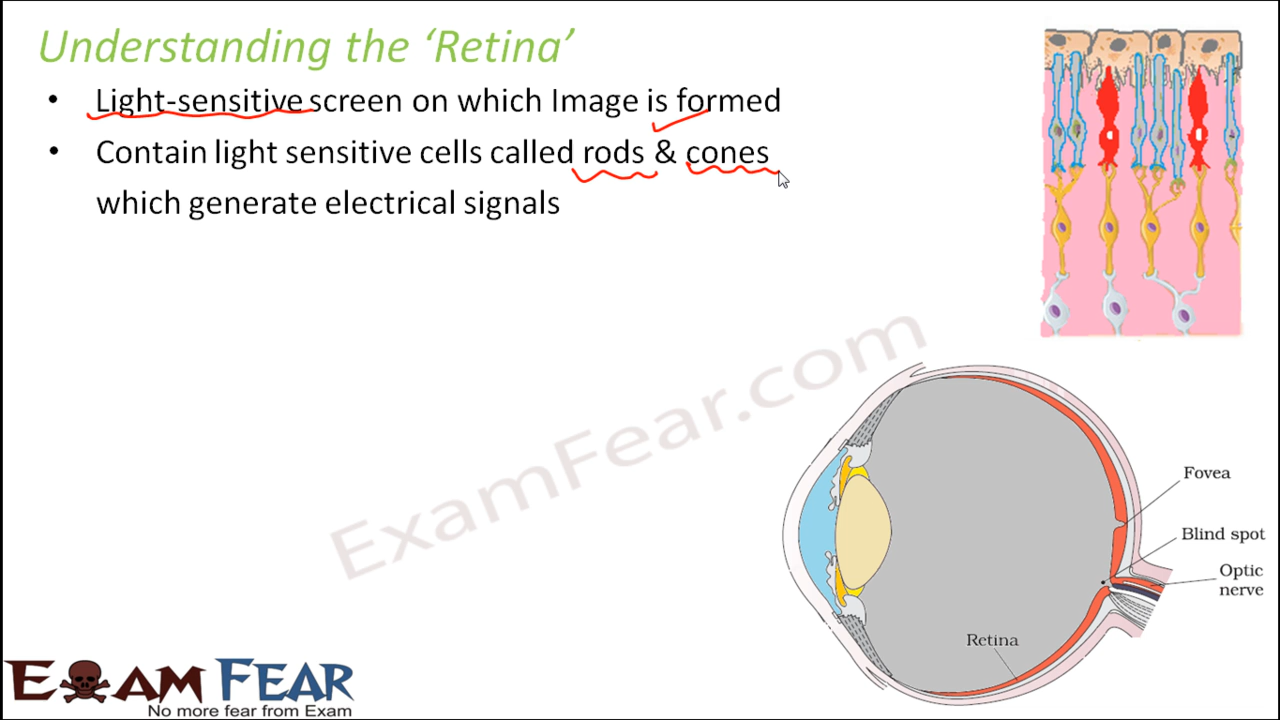 Understanding the ‘Retina’
• Light-sensitive screen on which Image is formed
• Contain light sensitive cells called rods & cones
which generate electrical signals
ExamFear.com
Fovea
Blind spot
Optic
nerve
Retina
EXAM FEAR
No more fear from Exam